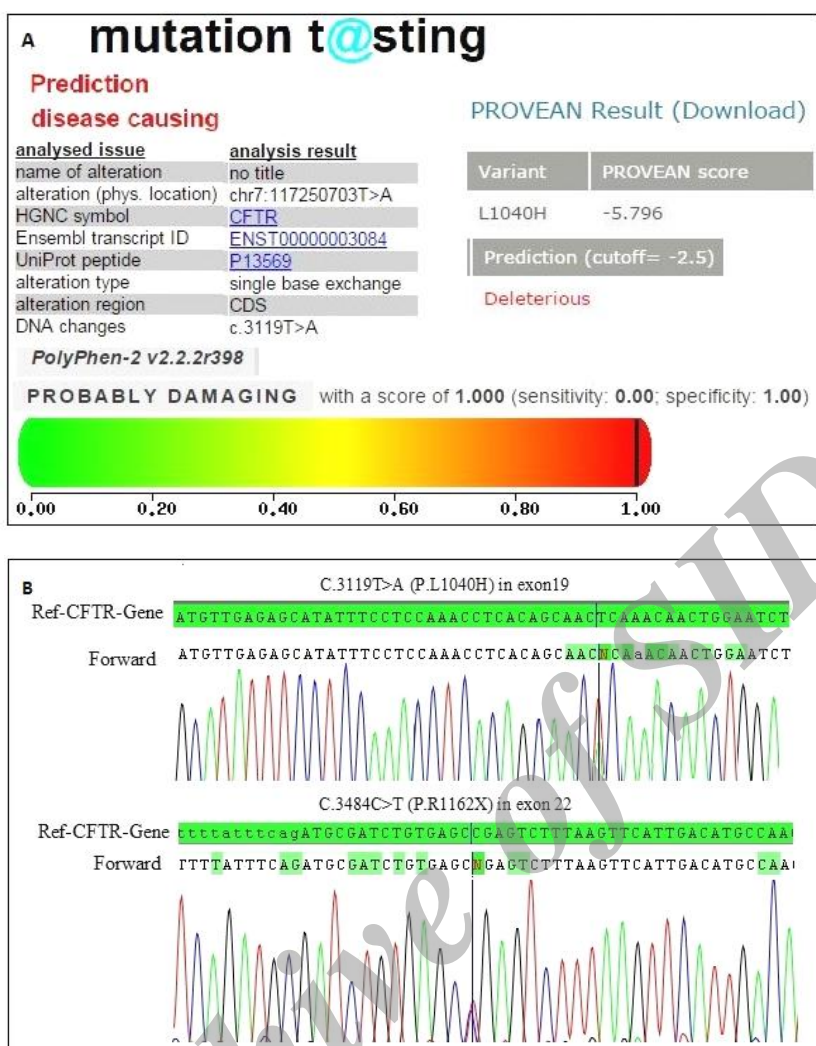 A mutation t@sting
Prediction
disease causing
analysed issue analysis result
name of alteration no title
alteration (phys. location) chr7:117250703T>A
HGNC symbol CFTR
Ensembl transcript ID ENST00000003084
UniProt peptide P13569
alteration type single base exchange
alteration region CDS
DNA changes c.3119T>A
PROVEAN Result (Download)
Variant PROVEAN score
L1040H -5.796
Prediction (cutoff= -2.5)
Deleterious
PolyPhen-2 v2.2.2r398
PROBABLY DAMAGING with a score of 1.000 (sensitivity: 0.00; specificity: 1.00)
0.00 0.20 0.40 0.60 0.80 1.00
B
C.3119T>A (P.L1040H) in exon19
Ref-CFTR-Gene ATGTTGAGAGCATATTTCCTCCAAACCTCACAGCAACTCAAACAACTGGAATCT
Forward ATGTTGAGAGCATATTTCCTCCAAACCTCACAGCAACNCAaACAACTGGAATCT
C.3484C>T (P.R1162X) in exon 22
Ref-CFTR-Gene ttttatttcagATGCGATCTGTGAGCCGAGTCTTTAAGTTCATTGACATGCCAA
Forward TTTTATTTCAGATGCGATCTGTGAGCNGAGTCTTTAAGTTCATTGACATGCCAA
hive of SID